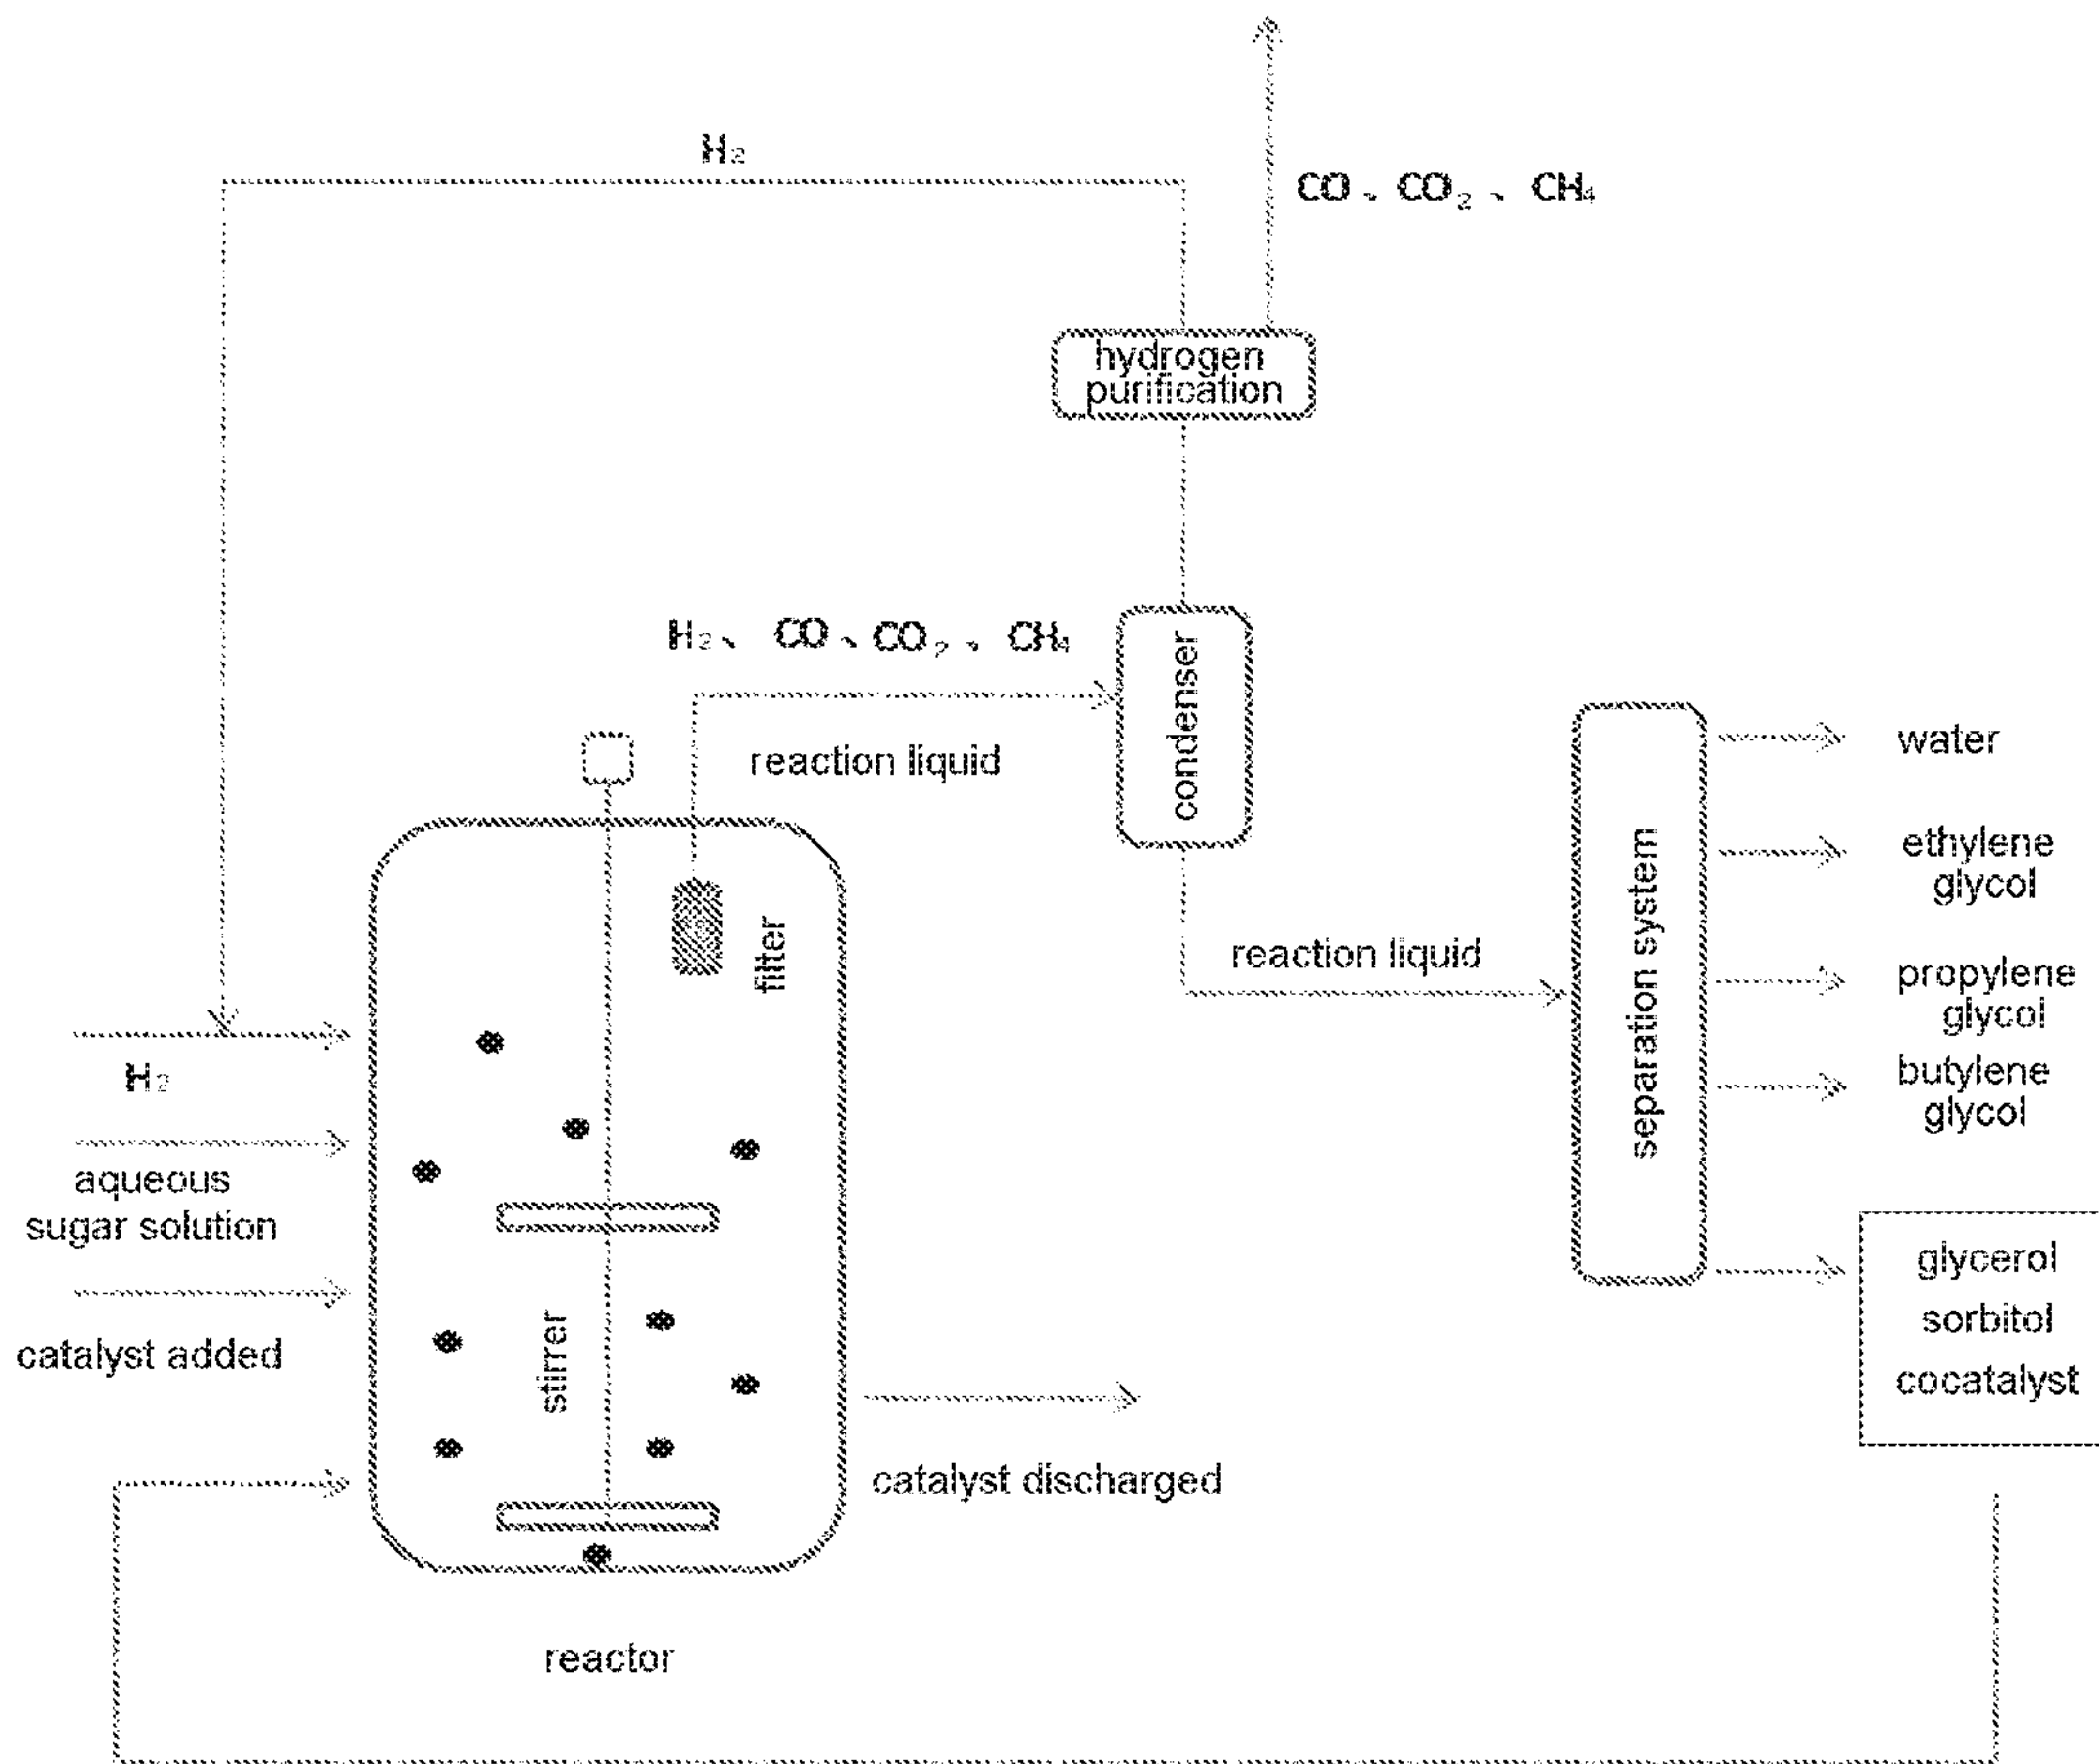 H₂
CO、CO₂、CH₄
hydrogen
purification
H₂、CO、CO₂、CH₄
condenser
reaction liquid
water
ethylene
glycol
separation system
filter
reaction liquid
propylene
glycol
H₂
butylene
glycol
aqueous
sugar solution
glycerol
sorbitol
cocatalyst
stirrer
catalyst added
catalyst discharged
reactor